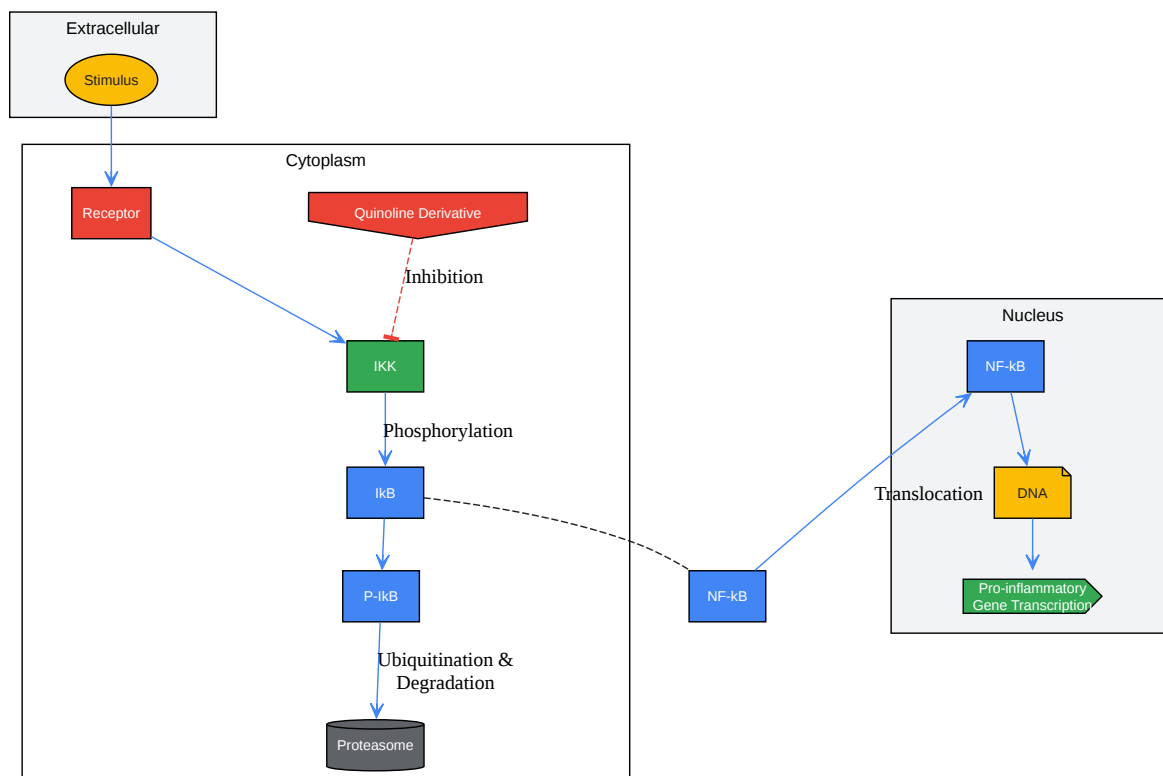 Extracellular
Stimulus
Cytoplasm
Receptor
Quinoline Derivative
Inhibition
IKK
Phosphorylation
IkB
P-IkB
Ubiquitination &
Degradation
Proteasome
NF-kB
Translocation
Nucleus
NF-kB
DNA
Pro-inflammatory
Gene Transcription